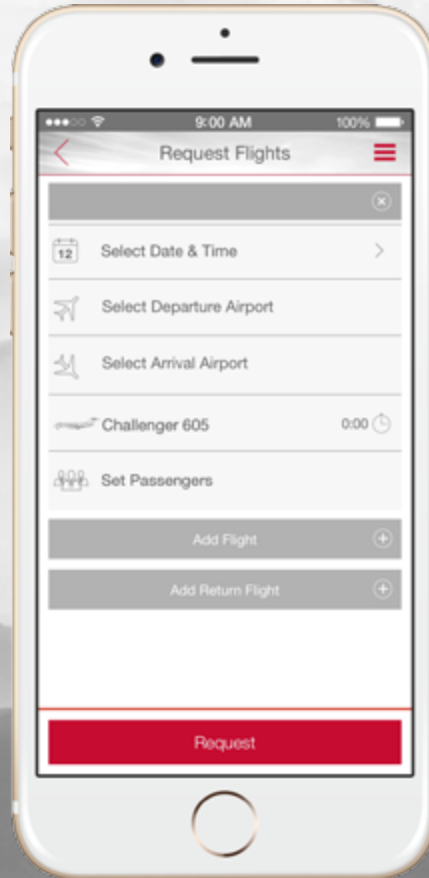 9:00 AM 100%
Request Flights
12 Select Date & Time
Select Departure Airport
Select Arrival Airport
Challenger 605 0:00
Set Passengers
Add Flight
Add Return Flight
Request